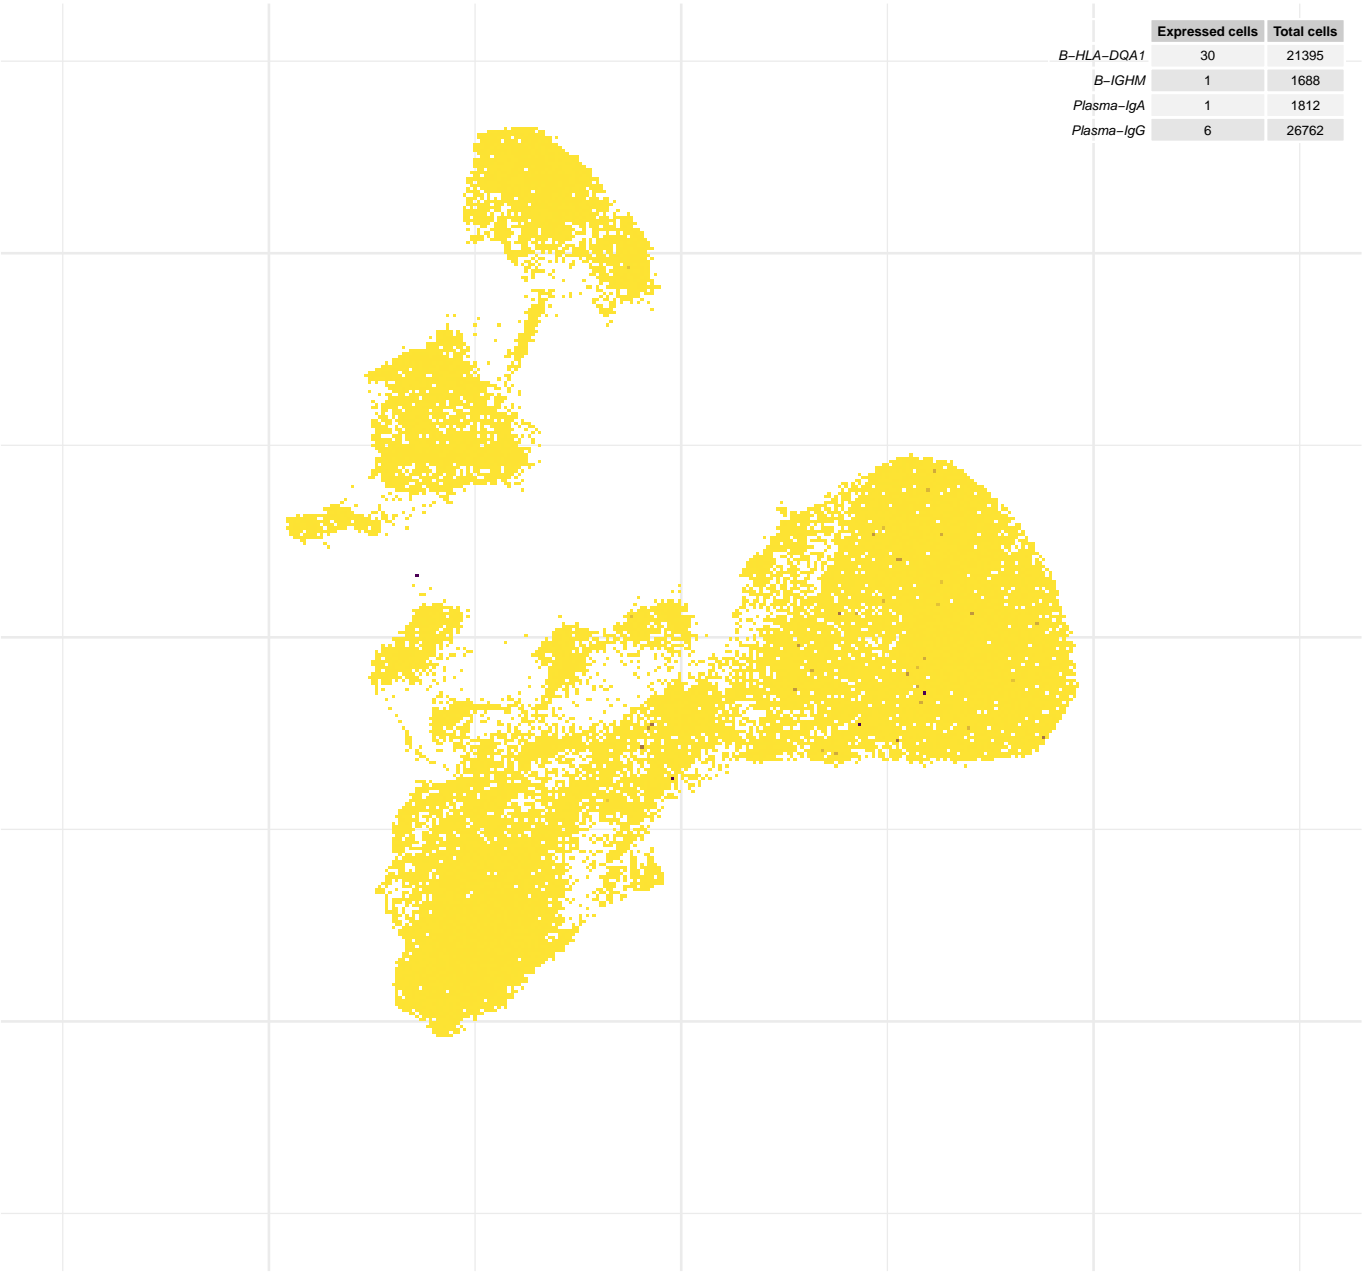 Expressed cells Total cells
B−HLA−DQA1 30 21395
B−IGHM 1 1688
Plasma−IgA 1 1812
Plasma−IgG 6 26762